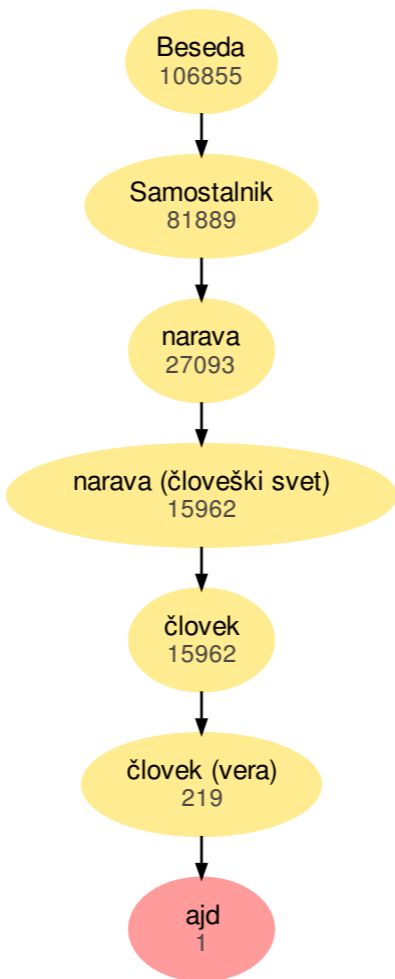 Beseda
106855
Samostalnik
81889
narava
27093
narava (človeški svet)
15962
človek
15962
človek (vera)
219
ajd
1